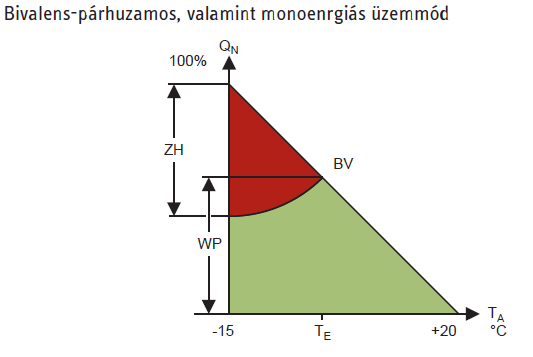 Bivalens-párhuzamos, valamint monoenrgiás üzemmód
Q_N
100%
ZH
BV
WP
T_A
-15
T_E
+20
°C